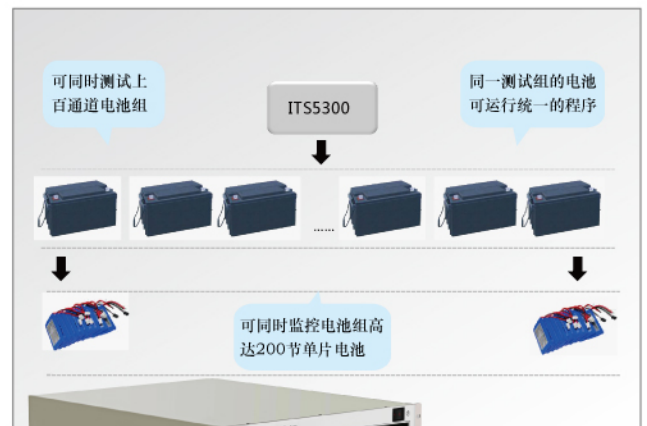 可同时测试上
百通道电池组
ITS5300
同一测试组的电池
可运行统一的程序
......
可同时监控电池组高
达200节单片电池